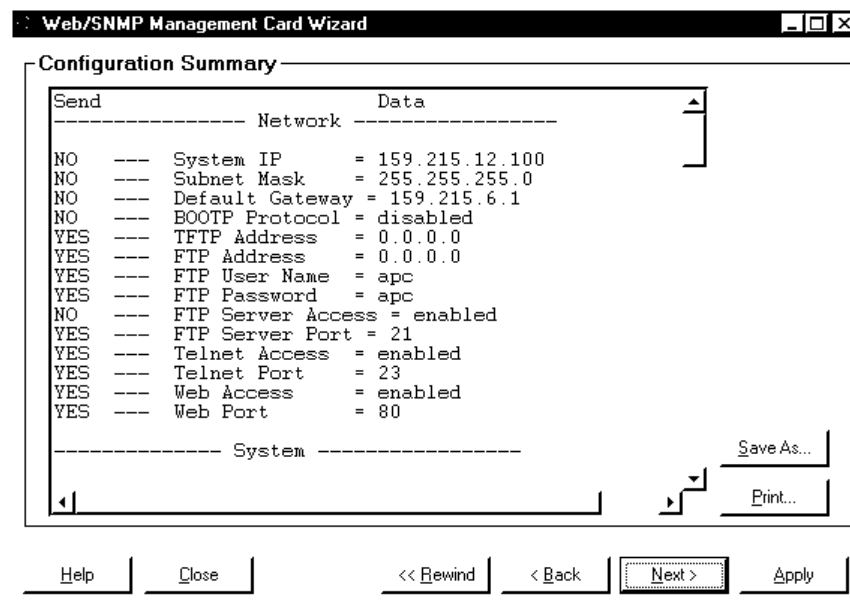 Web/SNMP Management Card Wizard
Configuration Summary
Send Data
---------------- Network -----------------
NO --- System IP = 159.215.12.100
NO --- Subnet Mask = 255.255.255.0
NO --- Default Gateway = 159.215.6.1
NO --- BOOTP Protocol = disabled
YES --- TFTP Address = 0.0.0.0
YES --- FTP Address = 0.0.0.0
YES --- FTP User Name = apc
YES --- FTP Password = apc
NO --- FTP Server Access = enabled
YES --- FTP Server Port = 21
YES --- Telnet Access = enabled
YES --- Telnet Port = 23
YES --- Web Access = enabled
YES --- Web Port = 80
-------------- System -----------------
Save As...
Print...
Help Close << Rewind < Back Next > Apply